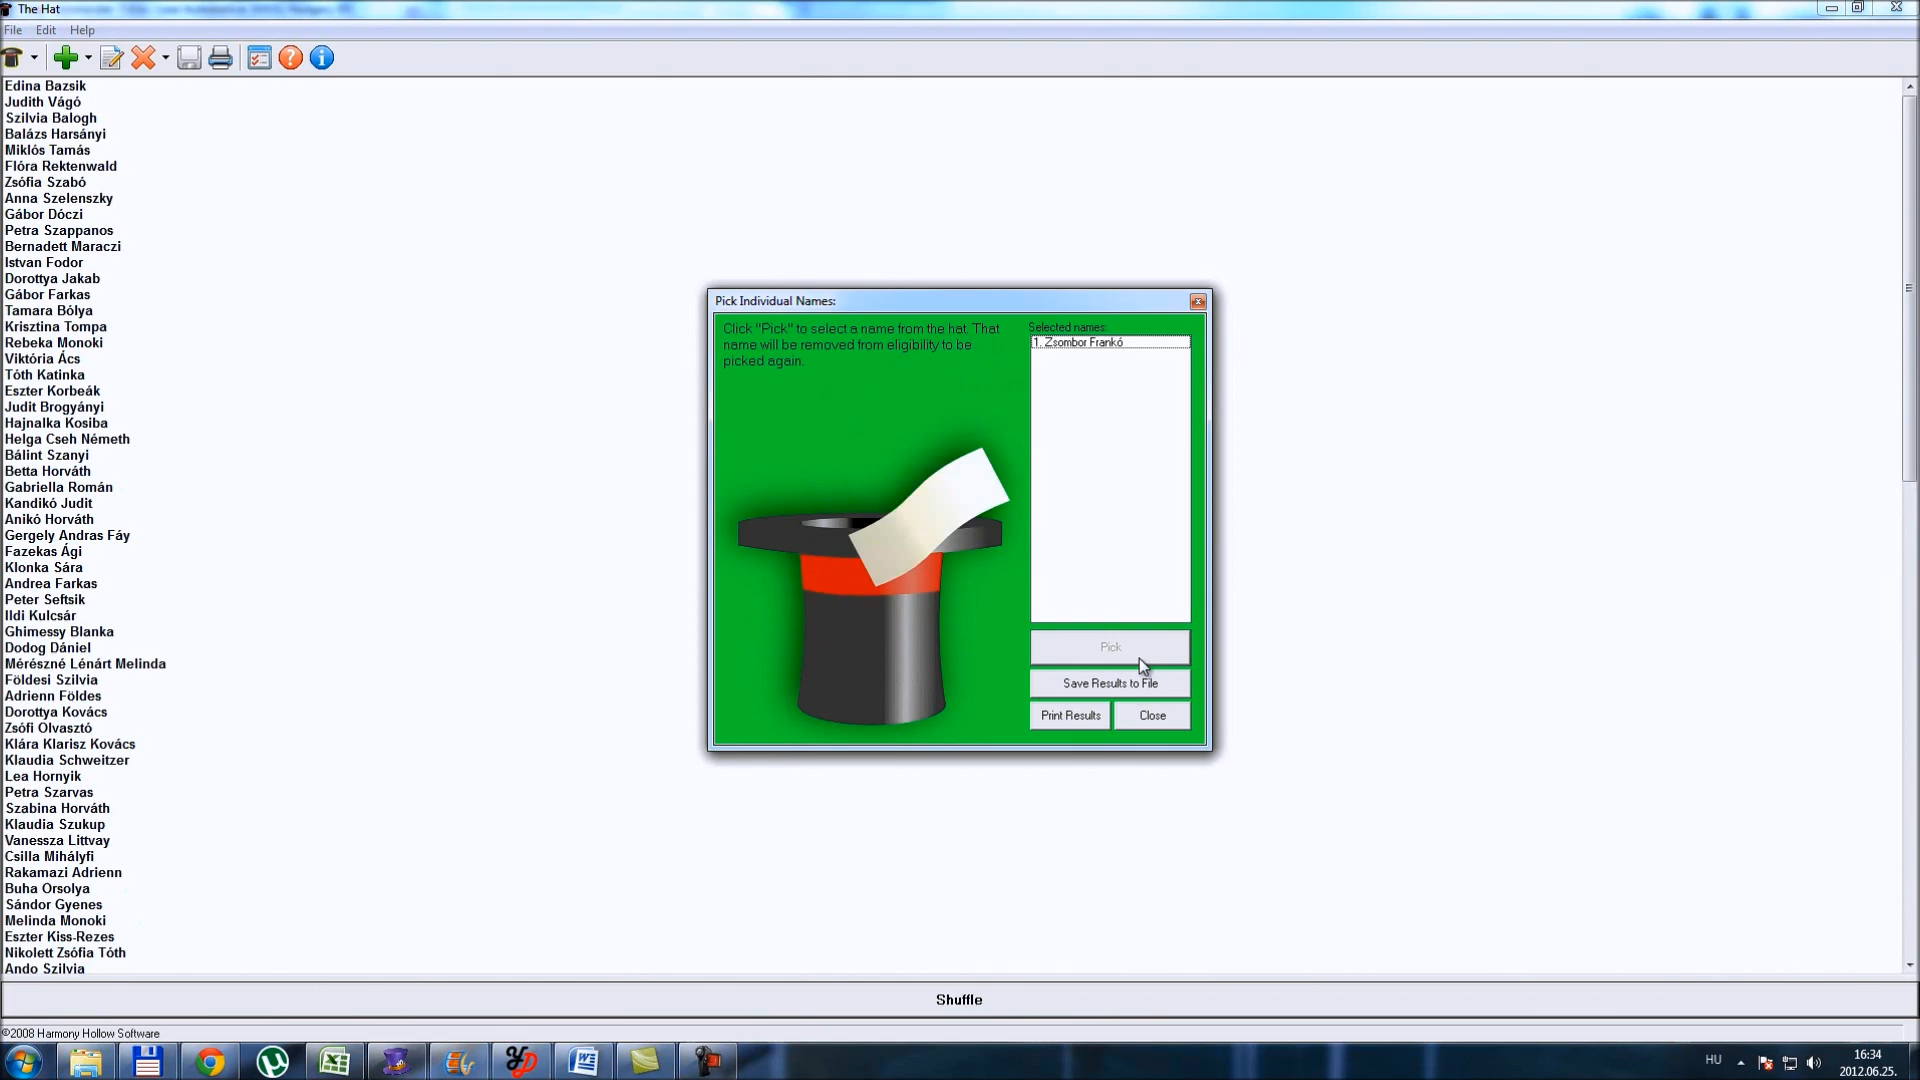 The Hat
File Edit Help
Edina Bazsik
Judith Vágó
Szilvia Balogh
Balázs Harsányi
Miklós Tamás
Flóra Rektenwald
Zsófia Szabó
Anna Szelenszky
Gábor Dóczi
Petra Szappanos
Bernadett Maraczi
Istvan Fodor
Dorottya Jakab
Gábor Farkas
Tamara Bólya
Krisztina Tompa
Rebeka Monoki
Viktória Ács
Tóth Katinka
Eszter Korbeák
Judit Brogyányi
Hajnalka Kosiba
Helga Cseh Németh
Bálint Szanyi
Betta Horváth
Gabriella Román
Kandikó Judit
Anikó Horváth
Gergely Andras Fáy
Fazekas Ági
Klonka Sára
Andrea Farkas
Peter Seftsik
Ildi Kulcsár
Ghimessy Blanka
Dodog Dániel
Mérészné Lénárt Melinda
Földesi Szilvia
Adrienn Földes
Dorottya Kovács
Zsófi Olvasztó
Klára Klarisz Kovács
Klaudia Schweitzer
Lea Hornyik
Petra Szarvas
Szabina Horváth
Klaudia Szukup
Vanessza Littvay
Csilla Mihályfi
Rakamazi Adrienn
Buha Orsolya
Sándor Gyenes
Melinda Monoki
Eszter Kiss-Rezes
Nikolett Zsófia Tóth
Ando Szilvia
Pick Individual Names:
Click "Pick" to select a name from the hat. That
name will be removed from eligibility to be
picked again.
Selected names:
1. Zsombor Frankó
Pick
Save Results to File
Print Results Close
Shuffle
©2008 Harmony Hollow Software
HU
16:34
2012.06.25.